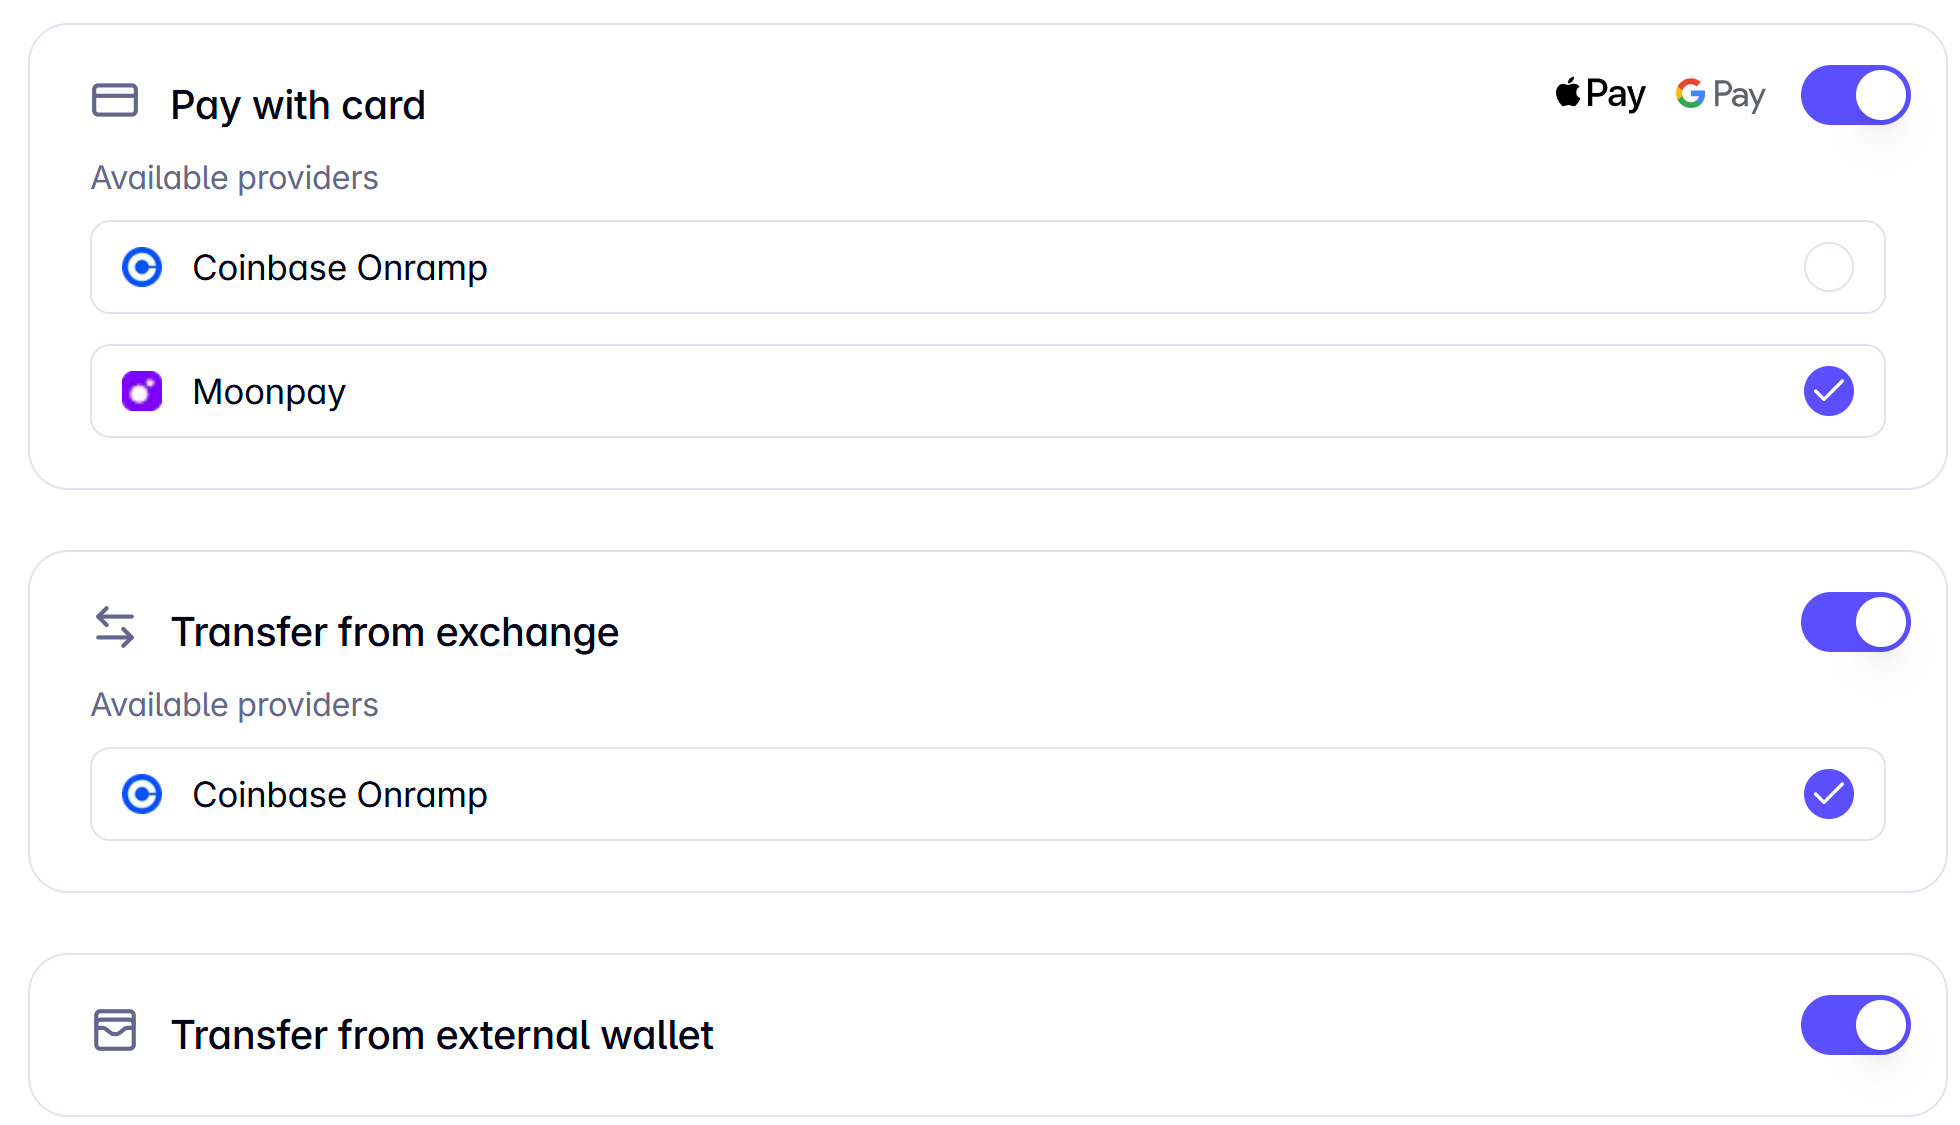 Pay with card
Pay G Pay
Available providers
Coinbase Onramp
Moonpay
Transfer from exchange
Available providers
Coinbase Onramp
Transfer from external wallet